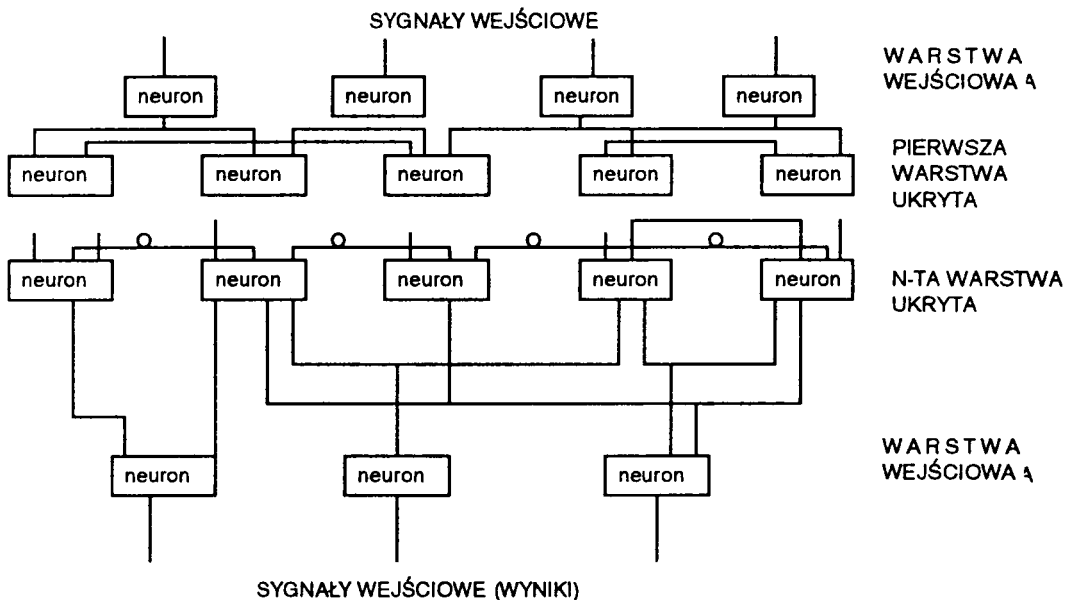 SYGNAŁY WEJŚCIOWE
WARSTWA
WEJŚCIOWA
neuron neuron neuron neuron
PIERWSZA
WARSTWA
UKRYTA
neuron neuron neuron neuron neuron
N-TA WARSTWA
UKRYTA
neuron neuron neuron neuron neuron
WARSTWA
WEJŚCIOWA
neuron neuron neuron
SYGNAŁY WEJŚCIOWE (WYNIKI)